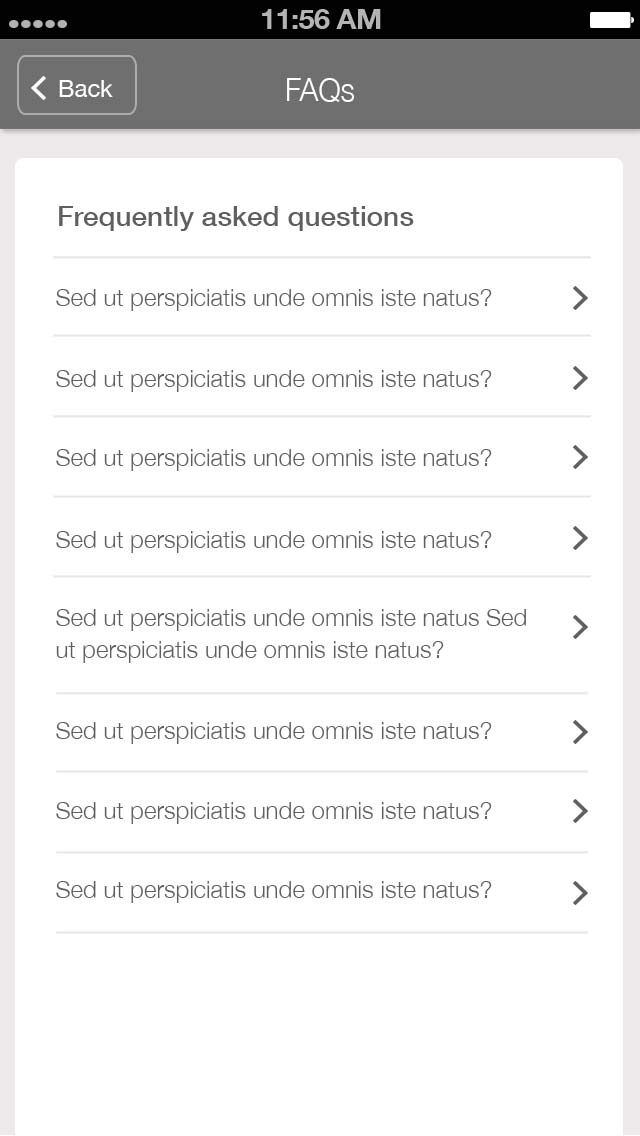 11:56 AM
Back
FAQs
Frequently asked questions
Sed ut perspiciatis unde omnis iste natus?
Sed ut perspiciatis unde omnis iste natus?
Sed ut perspiciatis unde omnis iste natus?
Sed ut perspiciatis unde omnis iste natus?
Sed ut perspiciatis unde omnis iste natus Sed
ut perspiciatis unde omnis iste natus?
Sed ut perspiciatis unde omnis iste natus?
Sed ut perspiciatis unde omnis iste natus?
Sed ut perspiciatis unde omnis iste natus?